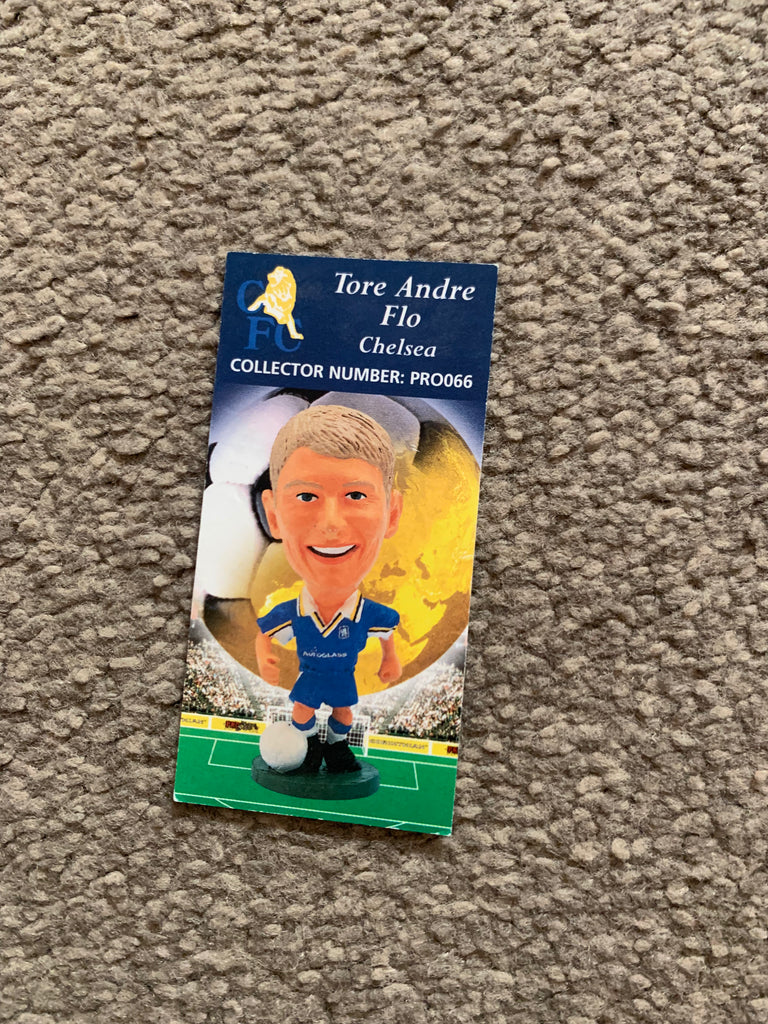 CFC
Tore Andre
Flo
Chelsea
COLLECTOR NUMBER: PRO066
AUTOGLASS